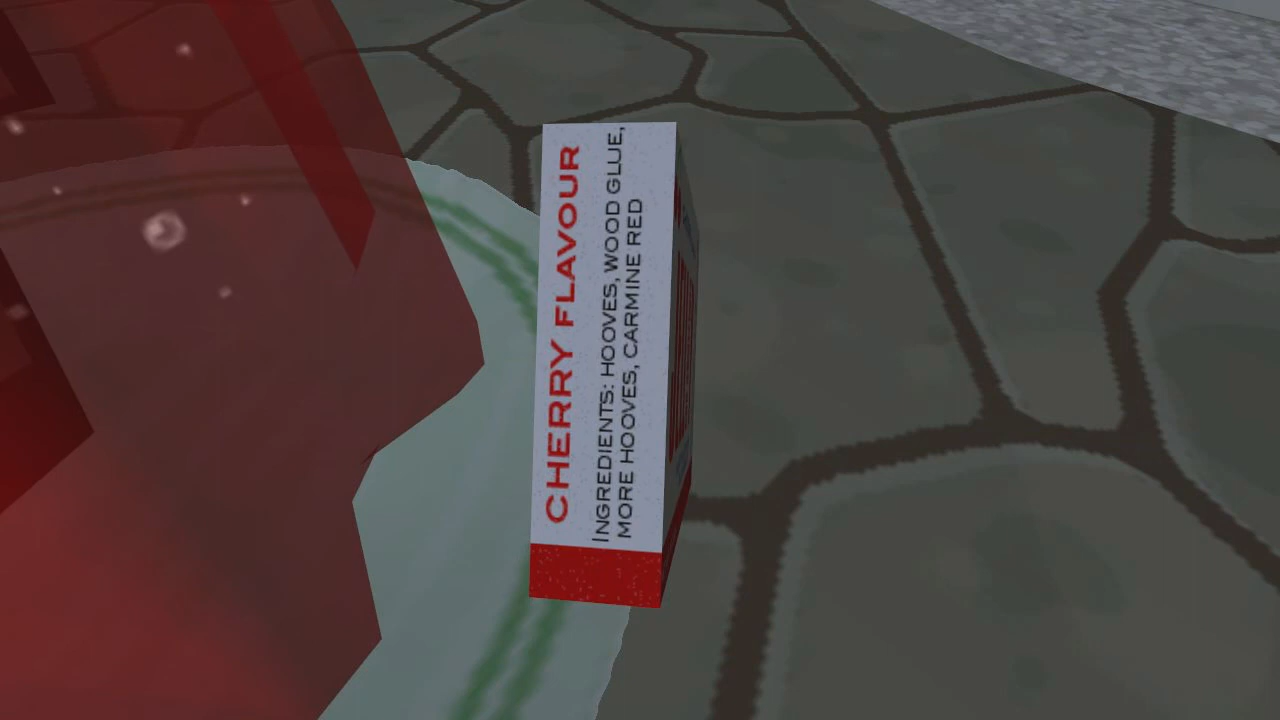 CHERRY FLAVOUR
INGREDIENTS: HOOVES, WOOD GLUE,
MORE HOOVES, CARMINE RED